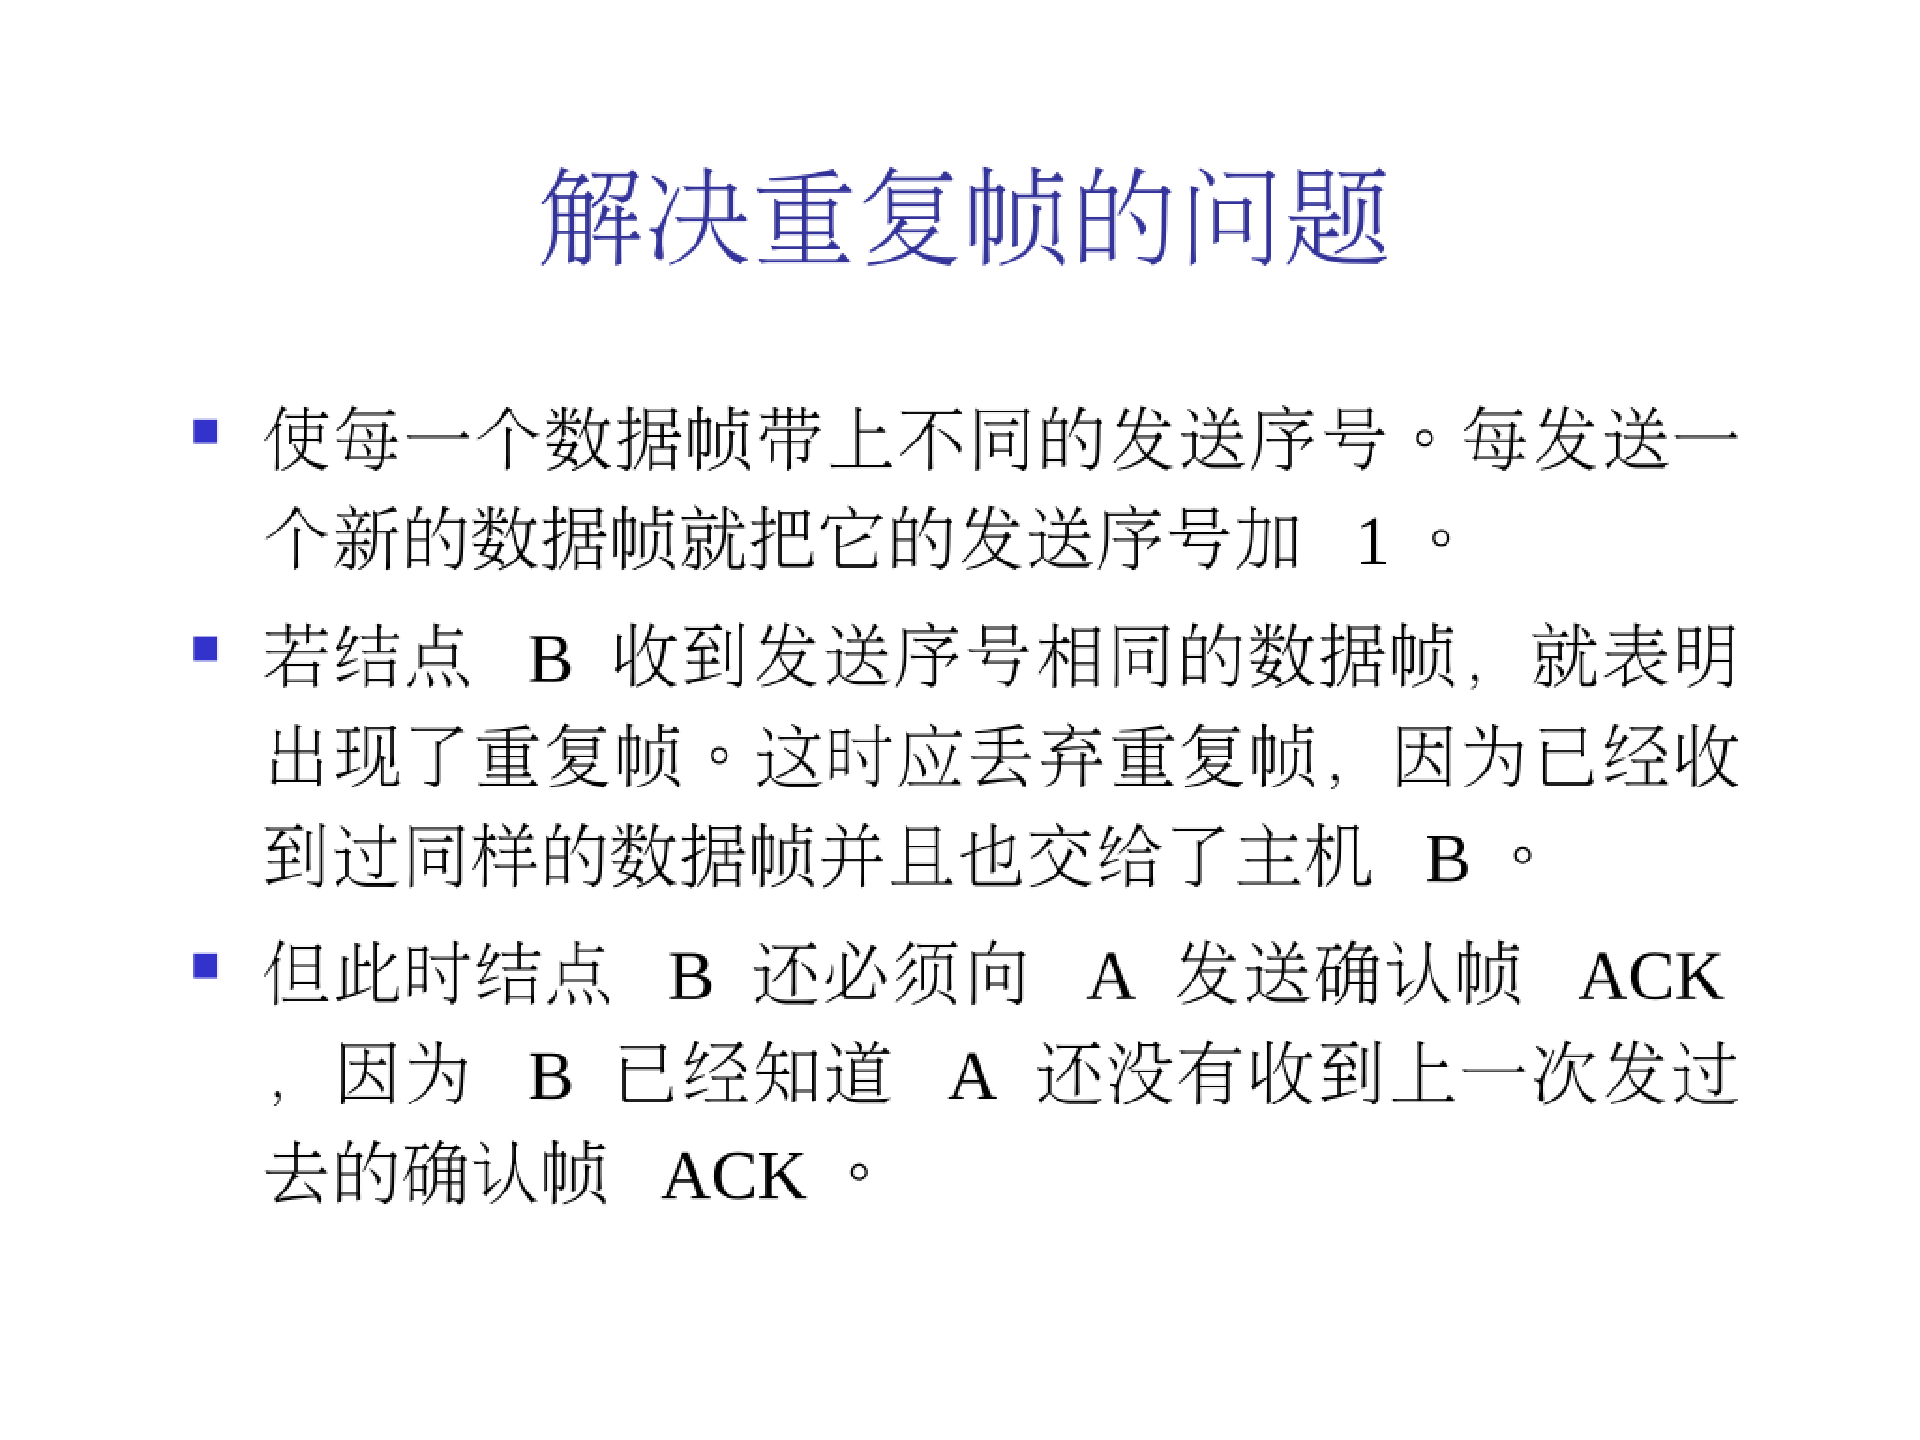 解决重复帧的问题
使每一个数据帧带上不同的发送序号。每发送一
个新的数据帧就把它的发送序号加 1 。
若结点 B 收到发送序号相同的数据帧，就表明
出现了重复帧。这时应丢弃重复帧，因为已经收
到过同样的数据帧并且也交给了主机 B 。
但此时结点 B 还必须向 A 发送确认帧 ACK
，因为 B 已经知道 A 还没有收到上一次发过
去的确认帧 ACK 。